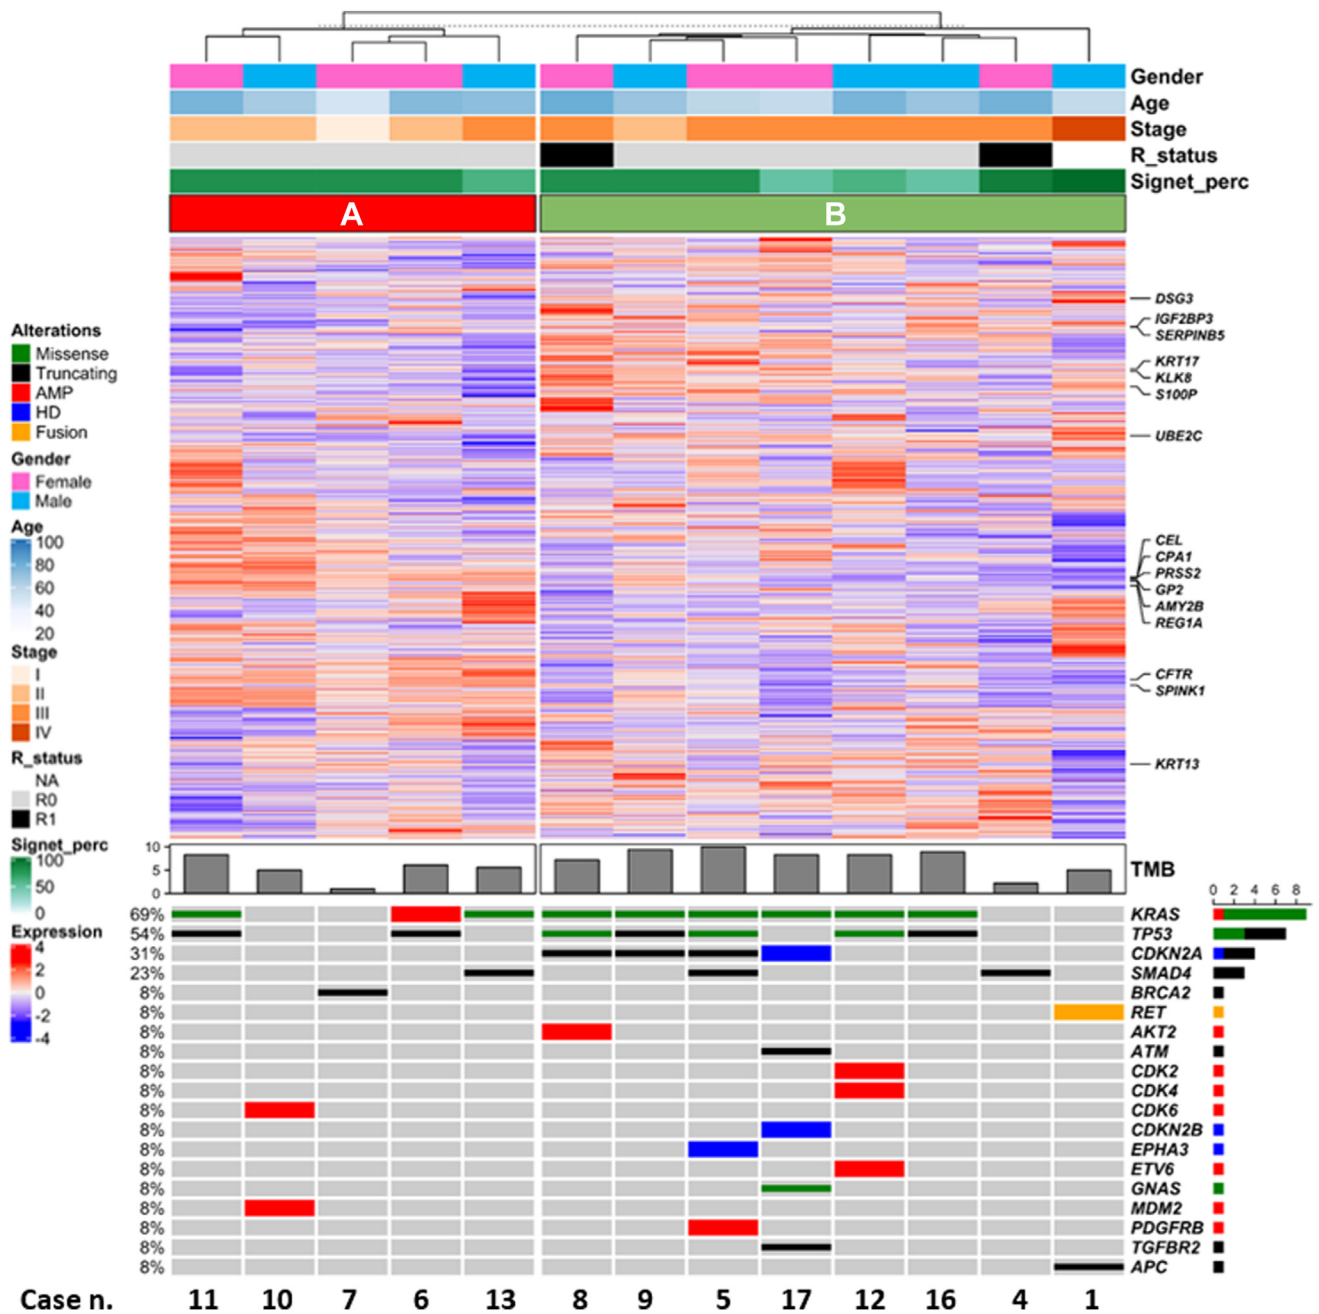 Gender
Age
Stage
R_status
Signet_perc
A B
DSG3
IGF2BP3
SERPINB5
KRT17
KLK8
S100P
UBE2C
CEL
CPA1
PRSS2
GP2
AMY2B
REG1A
CFTR
SPINK1
KRT13
Alterations
Missense
Truncating
AMP
HD
Fusion
Gender
Female
Male
Age
100
80
60
40
20
Stage
I
II
III
IV
R_status
NA
R0
R1
Signet_perc
100
50
0
Expression
4
2
0
-2
-4
10
5
0
TMB
0 2 4 6 8
69% KRAS
54% TP53
31% CDKN2A
23% SMAD4
8% BRCA2
8% RET
8% AKT2
8% ATM
8% CDK2
8% CDK4
8% CDK6
8% CDKN2B
8% EPHA3
8% ETV6
8% GNAS
8% MDM2
8% PDGFRB
8% TGFBR2
8% APC
Case n. 11 10 7 6 13 8 9 5 17 12 16 4 1